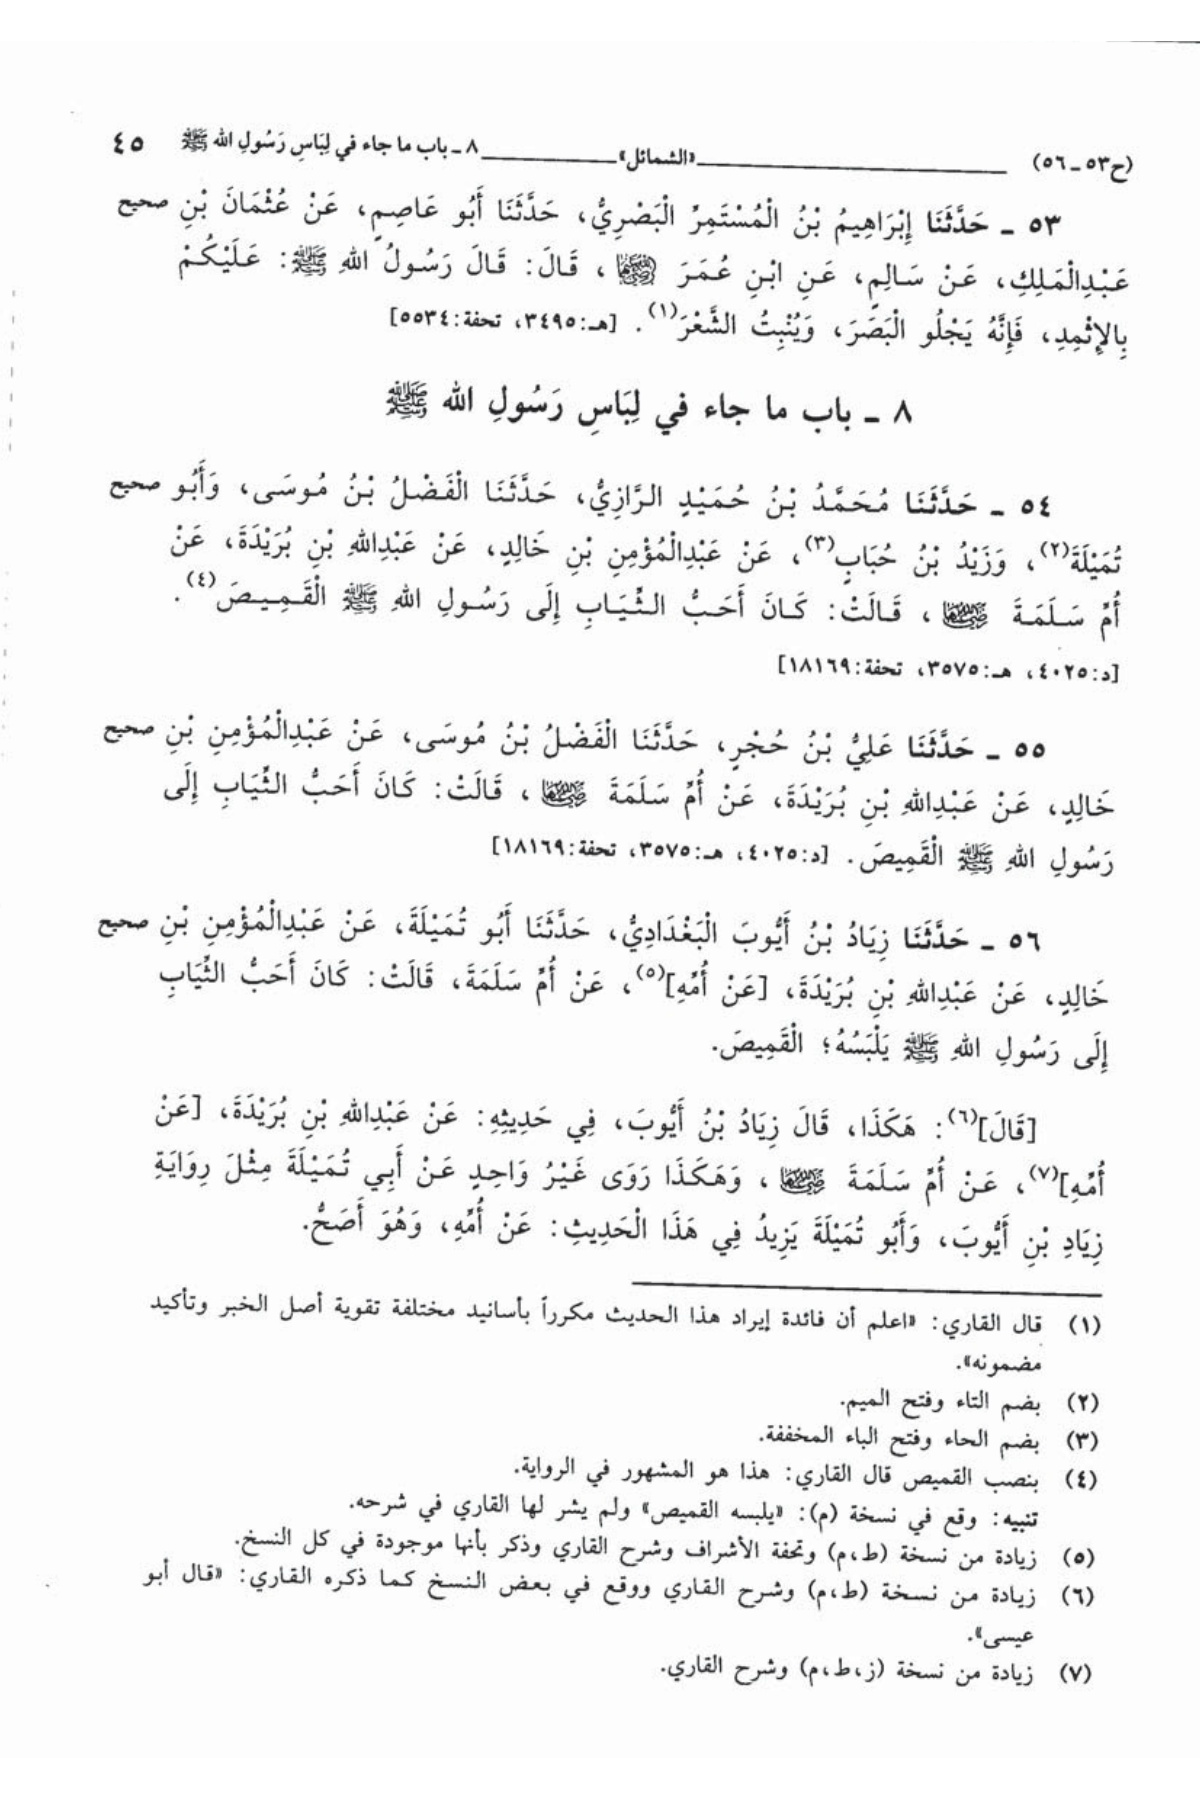 (ح٥٣ـ٥٦) «الشمائل» ٨ ـ باب ما جاء في لِبَاسِ رَسُولِ الله ﷺ ٤٥
٥٣ ـ حَدَّثَنَا إِبْرَاهِيمُ بْنُ الْمُسْتَمِرِّ الْبَصْرِيُّ، حَدَّثَنَا أَبُو عَاصِمٍ، عَنْ عُثْمَانَ بْنِ صحيح
عَبْدِالْمَلِكِ، عَنْ سَالِمٍ، عَنِ ابْنِ عُمَرَ رضي الله عنهما، قَالَ: قَالَ رَسُولُ اللهِ ﷺ: عَلَيْكُمْ
بِالإِثْمِدِ، فَإِنَّهُ يَجْلُو الْبَصَرَ، وَيُنْبِتُ الشَّعْرَ(١). [هـ:٣٤٩٥، تحفة:٥٥٣٤]
٨ ـ باب ما جاء في لِبَاسِ رَسُولِ الله ﷺ
٥٤ ـ حَدَّثَنَا مُحَمَّدُ بْنُ حُمَيْدٍ الرَّازِيُّ، حَدَّثَنَا الْفَضْلُ بْنُ مُوسَى، وَأَبُو صحيح
تُمَيْلَةَ(٢)، وَزَيْدُ بْنُ حُبَابٍ(٣)، عَنْ عَبْدِالْمُؤْمِنِ بْنِ خَالِدٍ، عَنْ عَبْدِاللهِ بْنِ بُرَيْدَةَ، عَنْ
أُمِّ سَلَمَةَ رضي الله عنها، قَالَتْ: كَانَ أَحَبُّ الثِّيَابِ إِلَى رَسُولِ اللهِ ﷺ الْقَمِيصَ(٤).
[د:٤٠٢٥، هـ:٣٥٧٥، تحفة:١٨١٦٩]
٥٥ ـ حَدَّثَنَا عَلِيُّ بْنُ حُجْرٍ، حَدَّثَنَا الْفَضْلُ بْنُ مُوسَى، عَنْ عَبْدِالْمُؤْمِنِ بْنِ صحيح
خَالِدٍ، عَنْ عَبْدِاللهِ بْنِ بُرَيْدَةَ، عَنْ أُمِّ سَلَمَةَ رضي الله عنها، قَالَتْ: كَانَ أَحَبُّ الثِّيَابِ إِلَى
رَسُولِ اللهِ ﷺ الْقَمِيصَ. [د:٤٠٢٥، هـ:٣٥٧٥، تحفة:١٨١٦٩]
٥٦ ـ حَدَّثَنَا زِيَادُ بْنُ أَيُّوبَ الْبَغْدَادِيُّ، حَدَّثَنَا أَبُو تُمَيْلَةَ، عَنْ عَبْدِالْمُؤْمِنِ بْنِ صحيح
خَالِدٍ، عَنْ عَبْدِاللهِ بْنِ بُرَيْدَةَ، [عَنْ أُمِّهِ](٥)، عَنْ أُمِّ سَلَمَةَ، قَالَتْ: كَانَ أَحَبُّ الثِّيَابِ
إِلَى رَسُولِ اللهِ ﷺ يَلْبَسُهُ؛ الْقَمِيصَ.
[قَالَ](٦): هَكَذَا، قَالَ زِيَادُ بْنُ أَيُّوبَ، فِي حَدِيثِهِ: عَنْ عَبْدِاللهِ بْنِ بُرَيْدَةَ، [عَنْ
أُمِّهِ](٧)، عَنْ أُمِّ سَلَمَةَ رضي الله عنها، وَهَكَذَا رَوَى غَيْرُ وَاحِدٍ عَنْ أَبِي تُمَيْلَةَ مِثْلَ رِوَايَةِ
زِيَادِ بْنِ أَيُّوبَ، وَأَبُو تُمَيْلَةَ يَزِيدُ فِي هَذَا الْحَدِيثِ: عَنْ أُمِّهِ، وَهُوَ أَصَحُّ.
(١) قال القاري: «اعلم أن فائدة إيراد هذا الحديث مكرراً بأسانيد مختلفة تقوية أصل الخبر وتأكيد
مضمونه».
(٢) بضم التاء وفتح الميم.
(٣) بضم الحاء وفتح الباء المخففة.
(٤) بنصب القميص قال القاري: هذا هو المشهور في الرواية.
تنبيه: وقع في نسخة (م): «يلبسه القميص» ولم يشر لها القاري في شرحه.
(٥) زيادة من نسخة (ط،م) وتحفة الأشراف وشرح القاري وذكر بأنها موجودة في كل النسخ.
(٦) زيادة من نسخة (ط،م) وشرح القاري ووقع في بعض النسخ كما ذكره القاري: «قال أبو
عيسى».
(٧) زيادة من نسخة (ز،ط،م) وشرح القاري.